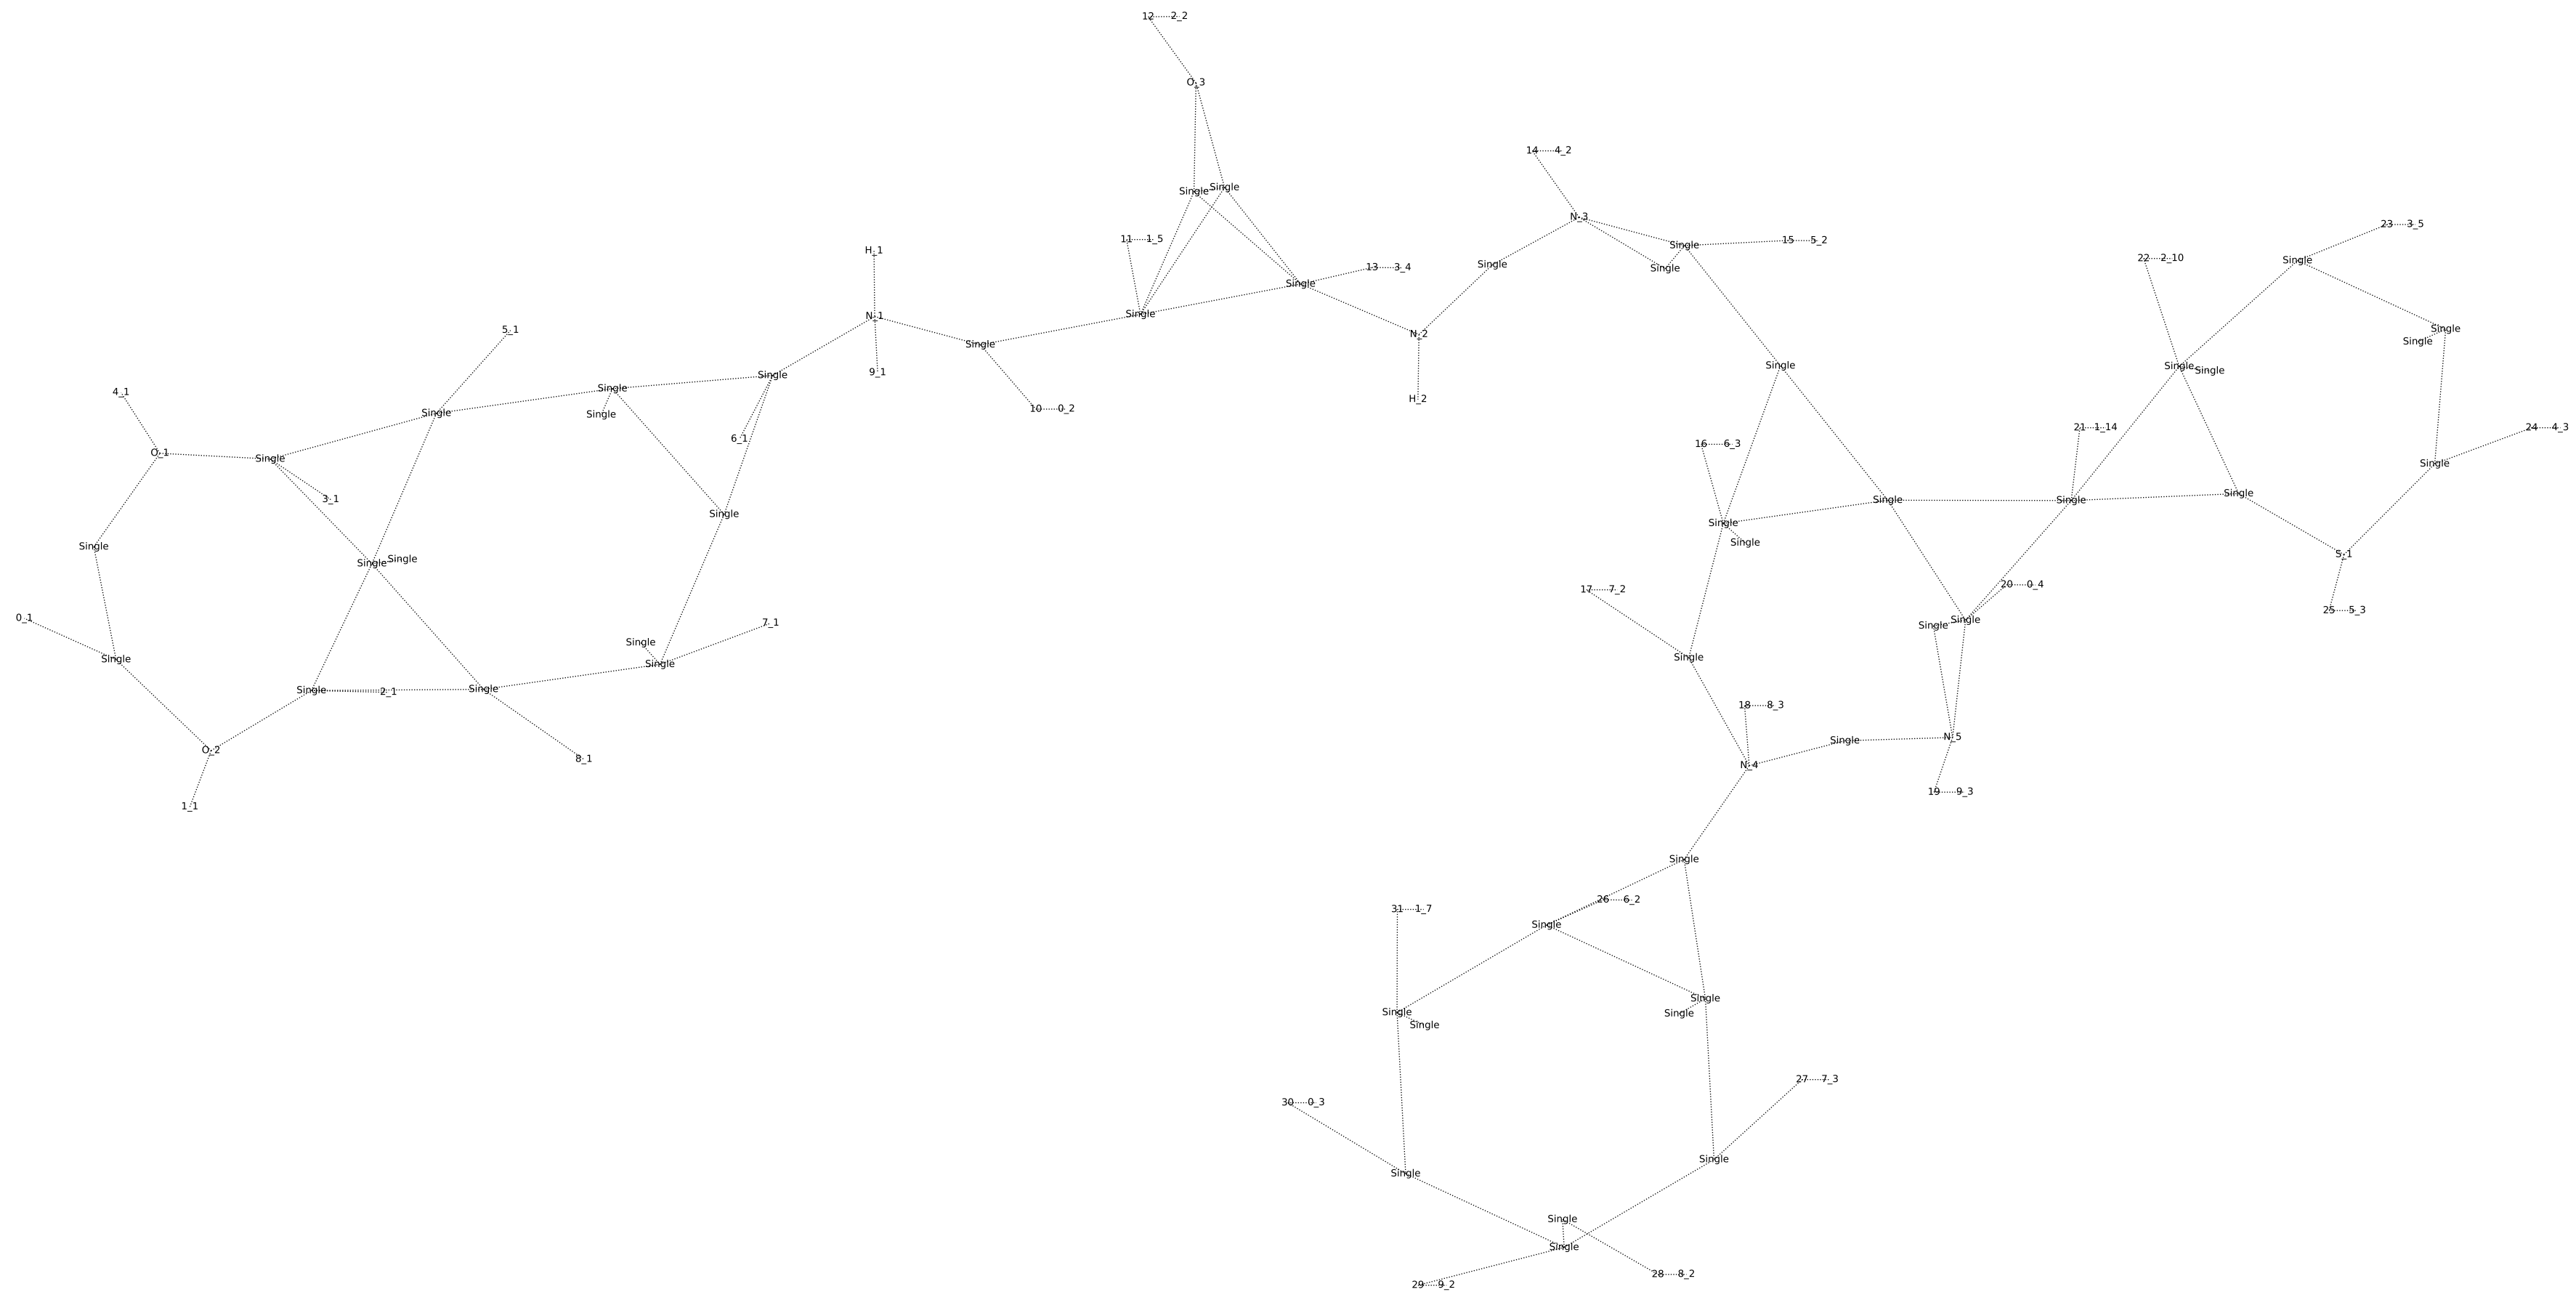 12 2_2
O_3
14 4_2
Single Single
N_3
23 3_5
11 1_5
15 5_2
Single
H_1
22 2_10
Single
Single
13 3_4
Single
Single
N_1
Single
5_1
Single
N_2
Single
Single
Single
Single Single
Single
Single
4_1
H_2
10 0_2
Single
Single
21 1_14
24 4_3
6_1
16 6_3
O_1
Single
Single
Single
3_1
Single
Single
Single
Single
Single
Single
Single
S_1
Single Single
20 0_4
17 7_2
25 5_3
0_1
Single
Single
7_1
Single
Single
Single
Single
Single
2_1
Single
18 8_3
N_5
Single
O_2
8_1
N_4
19 9_3
1_1
Single
26 6_2
31 1_7
Single
Single
Single
Single
Single
27 7_3
30 0_3
Single
Single
Single
Single
28 8_2
29 9_2